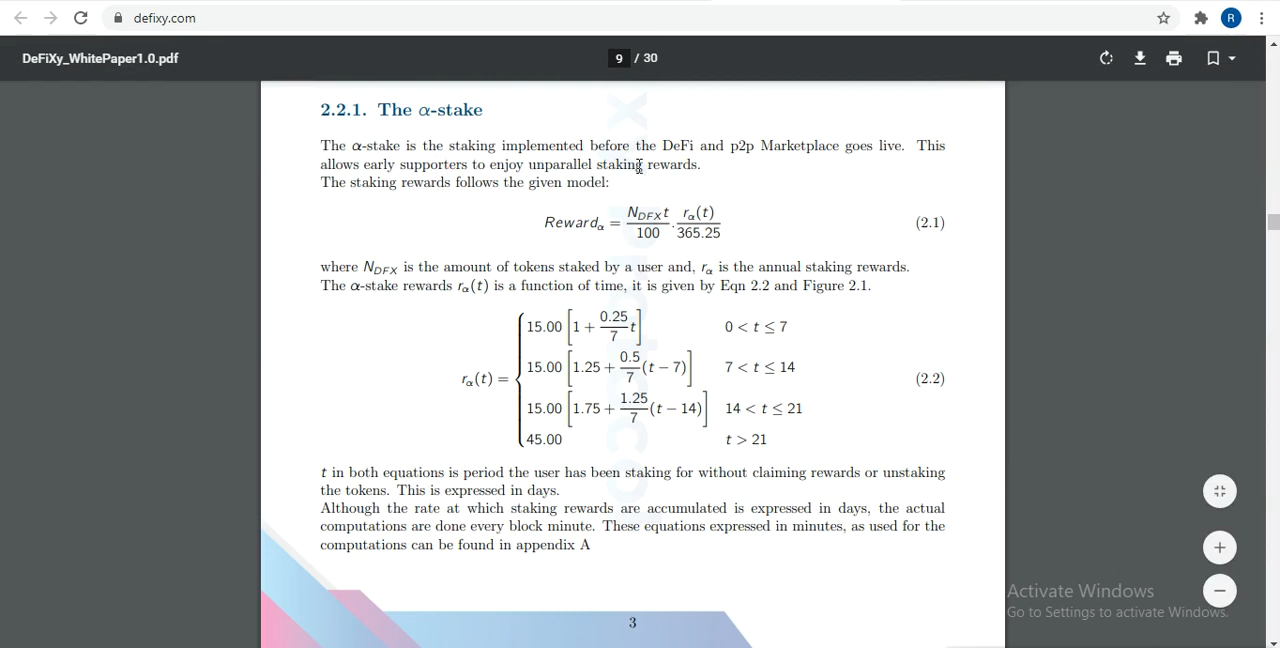 defixy.com
R
DeFiXy_WhitePaper1.0.pdf
9 / 30
2.2.1. The α-stake
The α-stake is the staking implemented before the DeFi and p2p Marketplace goes live. This
allows early supporters to enjoy unparallel staking rewards.
The staking rewards follows the given model:
Reward_α = (N_DFX t / 100) . (r_α(t) / 365.25) (2.1)
where N_DFX is the amount of tokens staked by a user and, r_α is the annual staking rewards.
The α-stake rewards r_α(t) is a function of time, it is given by Eqn 2.2 and Figure 2.1.
15.00 [1 + 0.25/7 t] 0 < t ≤ 7
15.00 [1.25 + 0.5/7 (t − 7)] 7 < t ≤ 14
r_α(t) = { (2.2)
15.00 [1.75 + 1.25/7 (t − 14)] 14 < t ≤ 21
45.00 t > 21
t in both equations is period the user has been staking for without claiming rewards or unstaking
the tokens. This is expressed in days.
Although the rate at which staking rewards are accumulated is expressed in days, the actual
computations are done every block minute. These equations expressed in minutes, as used for the
computations can be found in appendix A
3
Activate Windows
Go to Settings to activate Windows.